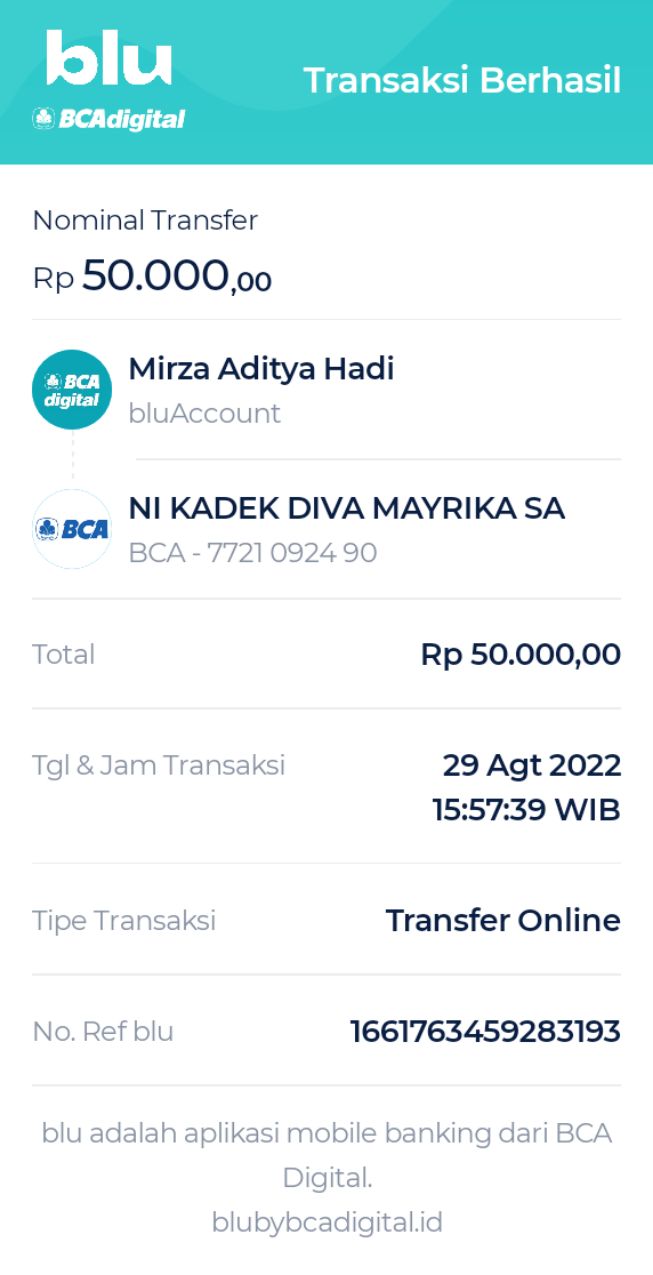 blu
BCA digital
Transaksi Berhasil
Nominal Transfer
Rp 50.000,00
BCA
digital
Mirza Aditya Hadi
bluAccount
BCA
NI KADEK DIVA MAYRIKA SA
BCA - 7721 0924 90
Total
Rp 50.000,00
Tgl & Jam Transaksi
29 Agt 2022
15:57:39 WIB
Tipe Transaksi
Transfer Online
No. Ref blu
1661763459283193
blu adalah aplikasi mobile banking dari BCA
Digital.
blubybcadigital.id